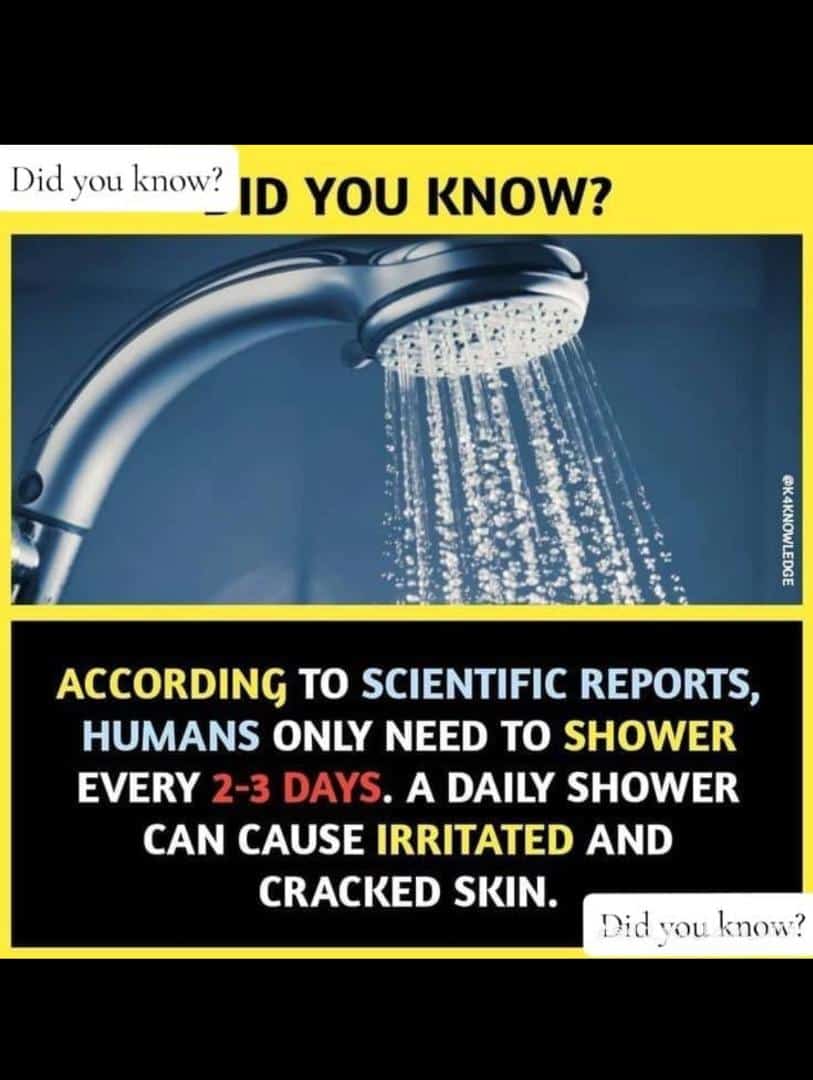 Did you know?
ID YOU KNOW?
@K4KNOWLEDGE
ACCORDING TO SCIENTIFIC REPORTS,
HUMANS ONLY NEED TO SHOWER
EVERY 2-3 DAYS. A DAILY SHOWER
CAN CAUSE IRRITATED AND
CRACKED SKIN.
Did you know?